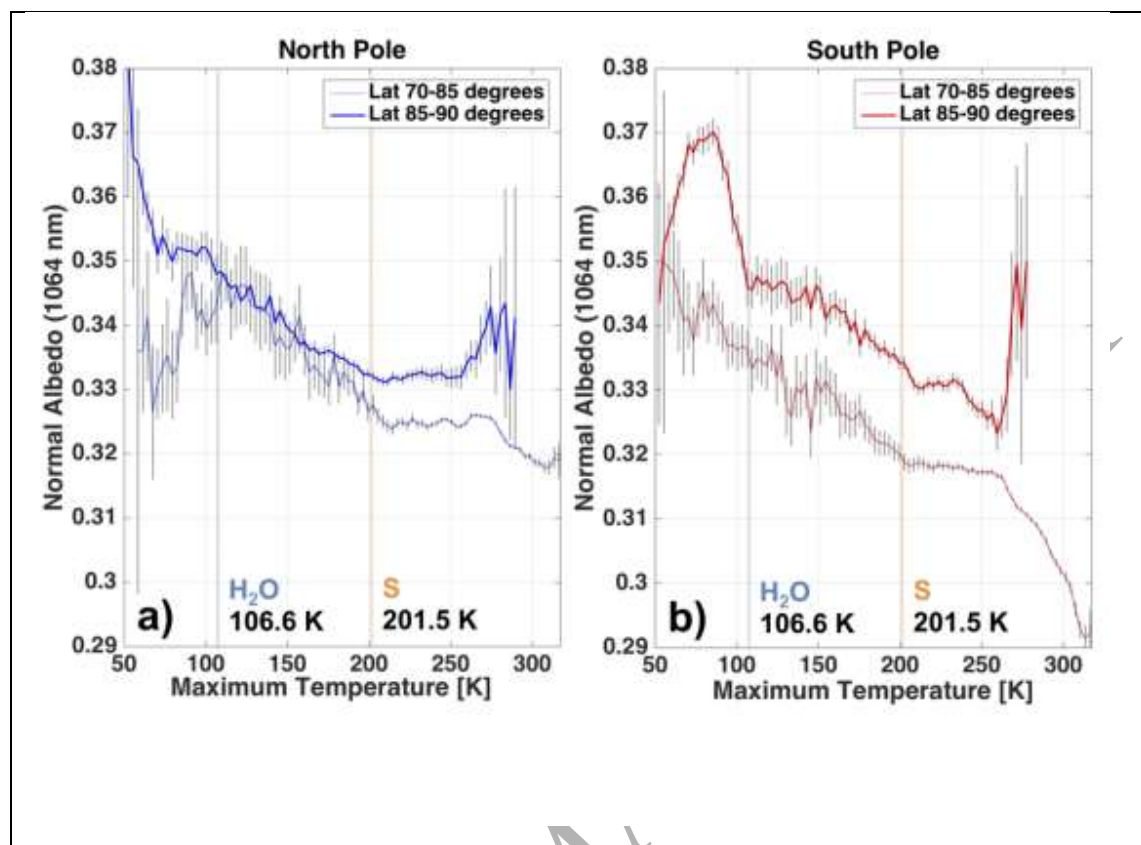 North Pole
Lat 70-85 degrees
Lat 85-90 degrees
Normal Albedo (1064 nm)
0.38
0.37
0.36
0.35
0.34
0.33
0.32
0.31
0.3
0.29
H₂O
106.6 K
S
201.5 K
a)
50 100 150 200 250 300
Maximum Temperature [K]
South Pole
Lat 70-85 degrees
Lat 85-90 degrees
Normal Albedo (1064 nm)
0.38
0.37
0.36
0.35
0.34
0.33
0.32
0.31
0.3
0.29
H₂O
106.6 K
S
201.5 K
b)
50 100 150 200 250 300
Maximum Temperature [K]